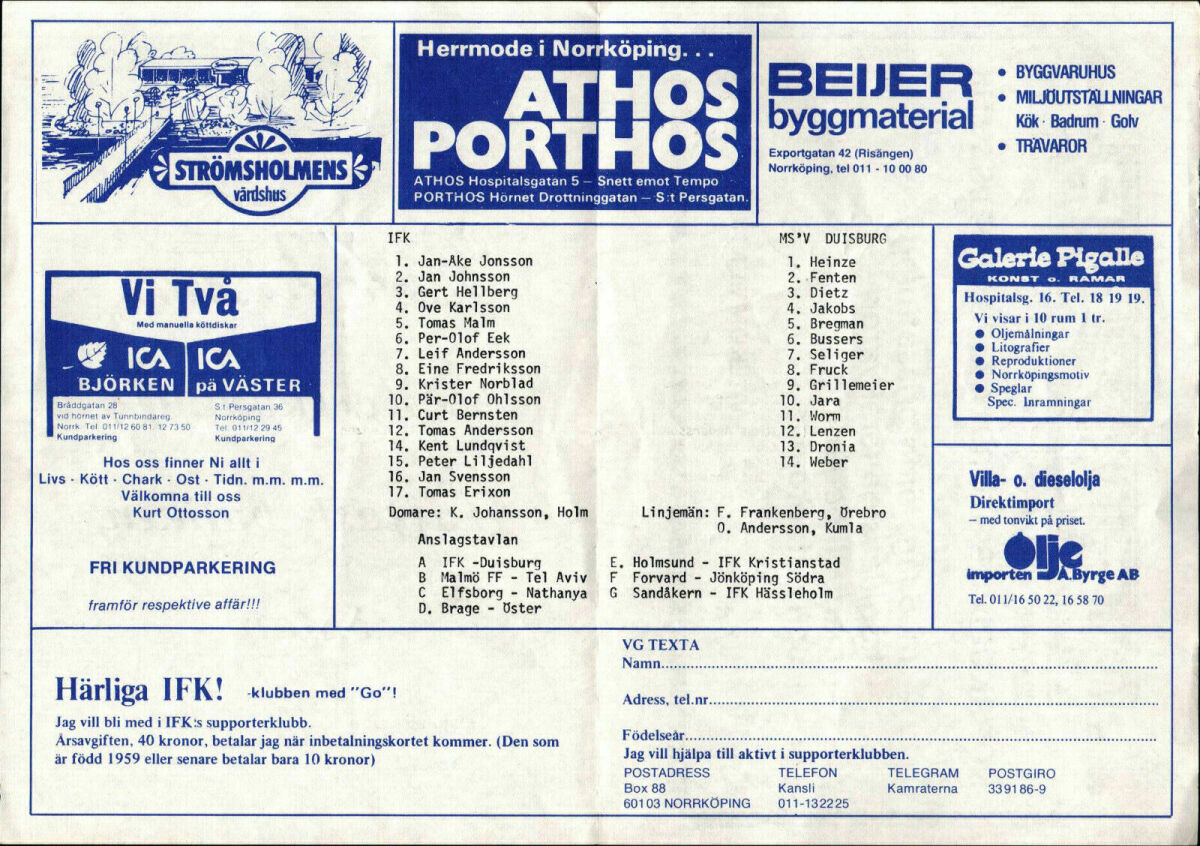 STRÖMSHOLMENS
värdshus
Herrmode i Norrköping...
ATHOS
PORTHOS
ATHOS Hospitalsgatan 5 – Snett emot Tempo
PORTHOS Hörnet Drottninggatan – S:t Persgatan.
BEIJER
byggmaterial
Exportgatan 42 (Risängen)
Norrköping, tel 011 - 10 00 80
• BYGGVARUHUS
• MILJÖUTSTÄLLNINGAR
Kök · Badrum · Golv
• TRÄVAROR
Vi Två
Med manuella köttdiskar
ICA
BJÖRKEN
ICA
på VÄSTER
Bråddgatan 28
vid hörnet av Tunnbindareg.
Norrk. Tel. 011/12 60 81. 12 73 50
Kundparkering
S:t Persgatan 36
Norrköping
Tel. 011/12 29 45
Kundparkering
Hos oss finner Ni allt i
Livs · Kött · Chark · Ost · Tidn. m.m. m.m.
Välkomna till oss
Kurt Ottosson
FRI KUNDPARKERING
framför respektive affär!!!
IFK
1. Jan-Åke Jonsson
2. Jan Johnsson
3. Gert Hellberg
4. Ove Karlsson
5. Tomas Malm
6. Per-Olof Eek
7. Leif Andersson
8. Eine Fredriksson
9. Krister Norblad
10. Pär-Olof Ohlsson
11. Curt Bernsten
12. Tomas Andersson
14. Kent Lundqvist
15. Peter Liljedahl
16. Jan Svensson
17. Tomas Erixon
MS'V DUISBURG
1. Heinze
2. Fenten
3. Dietz
4. Jakobs
5. Bregman
6. Bussers
7. Seliger
8. Fruck
9. Grillemeier
10. Jara
11. Worm
12. Lenzen
13. Dronia
14. Weber
Domare: K. Johansson, Holm
Linjemän: F. Frankenberg, Örebro
O. Andersson, Kumla
Anslagstavlan
A IFK -Duisburg
B Malmö FF - Tel Aviv
C Elfsborg - Nathanya
D. Brage - Öster
E. Holmsund - IFK Kristianstad
F Forvard - Jönköping Södra
G Sandåkern - IFK Hässleholm
Galerie Pigalle
KONST o. RAMAR
Hospitalsg. 16. Tel. 18 19 19.
Vi visar i 10 rum 1 tr.
● Oljemålningar
● Litografier
● Reproduktioner
● Norrköpingsmotiv
● Speglar
Spec. Inramningar
Villa- o. dieselolja
Direktimport
– med tonvikt på priset.
Olje
importen A.Byrge AB
Tel. 011/16 50 22, 16 58 70
Härliga IFK! -klubben med "Go"!
Jag vill bli med i IFK:s supporterklubb.
Årsavgiften, 40 kronor, betalar jag när inbetalningskortet kommer. (Den som
är född 1959 eller senare betalar bara 10 kronor)
VG TEXTA
Namn
Adress, tel.nr
Födelseår
Jag vill hjälpa till aktivt i supporterklubben.
POSTADRESS TELEFON TELEGRAM POSTGIRO
Box 88 Kansli Kamraterna 339186-9
60103 NORRKÖPING 011-132225